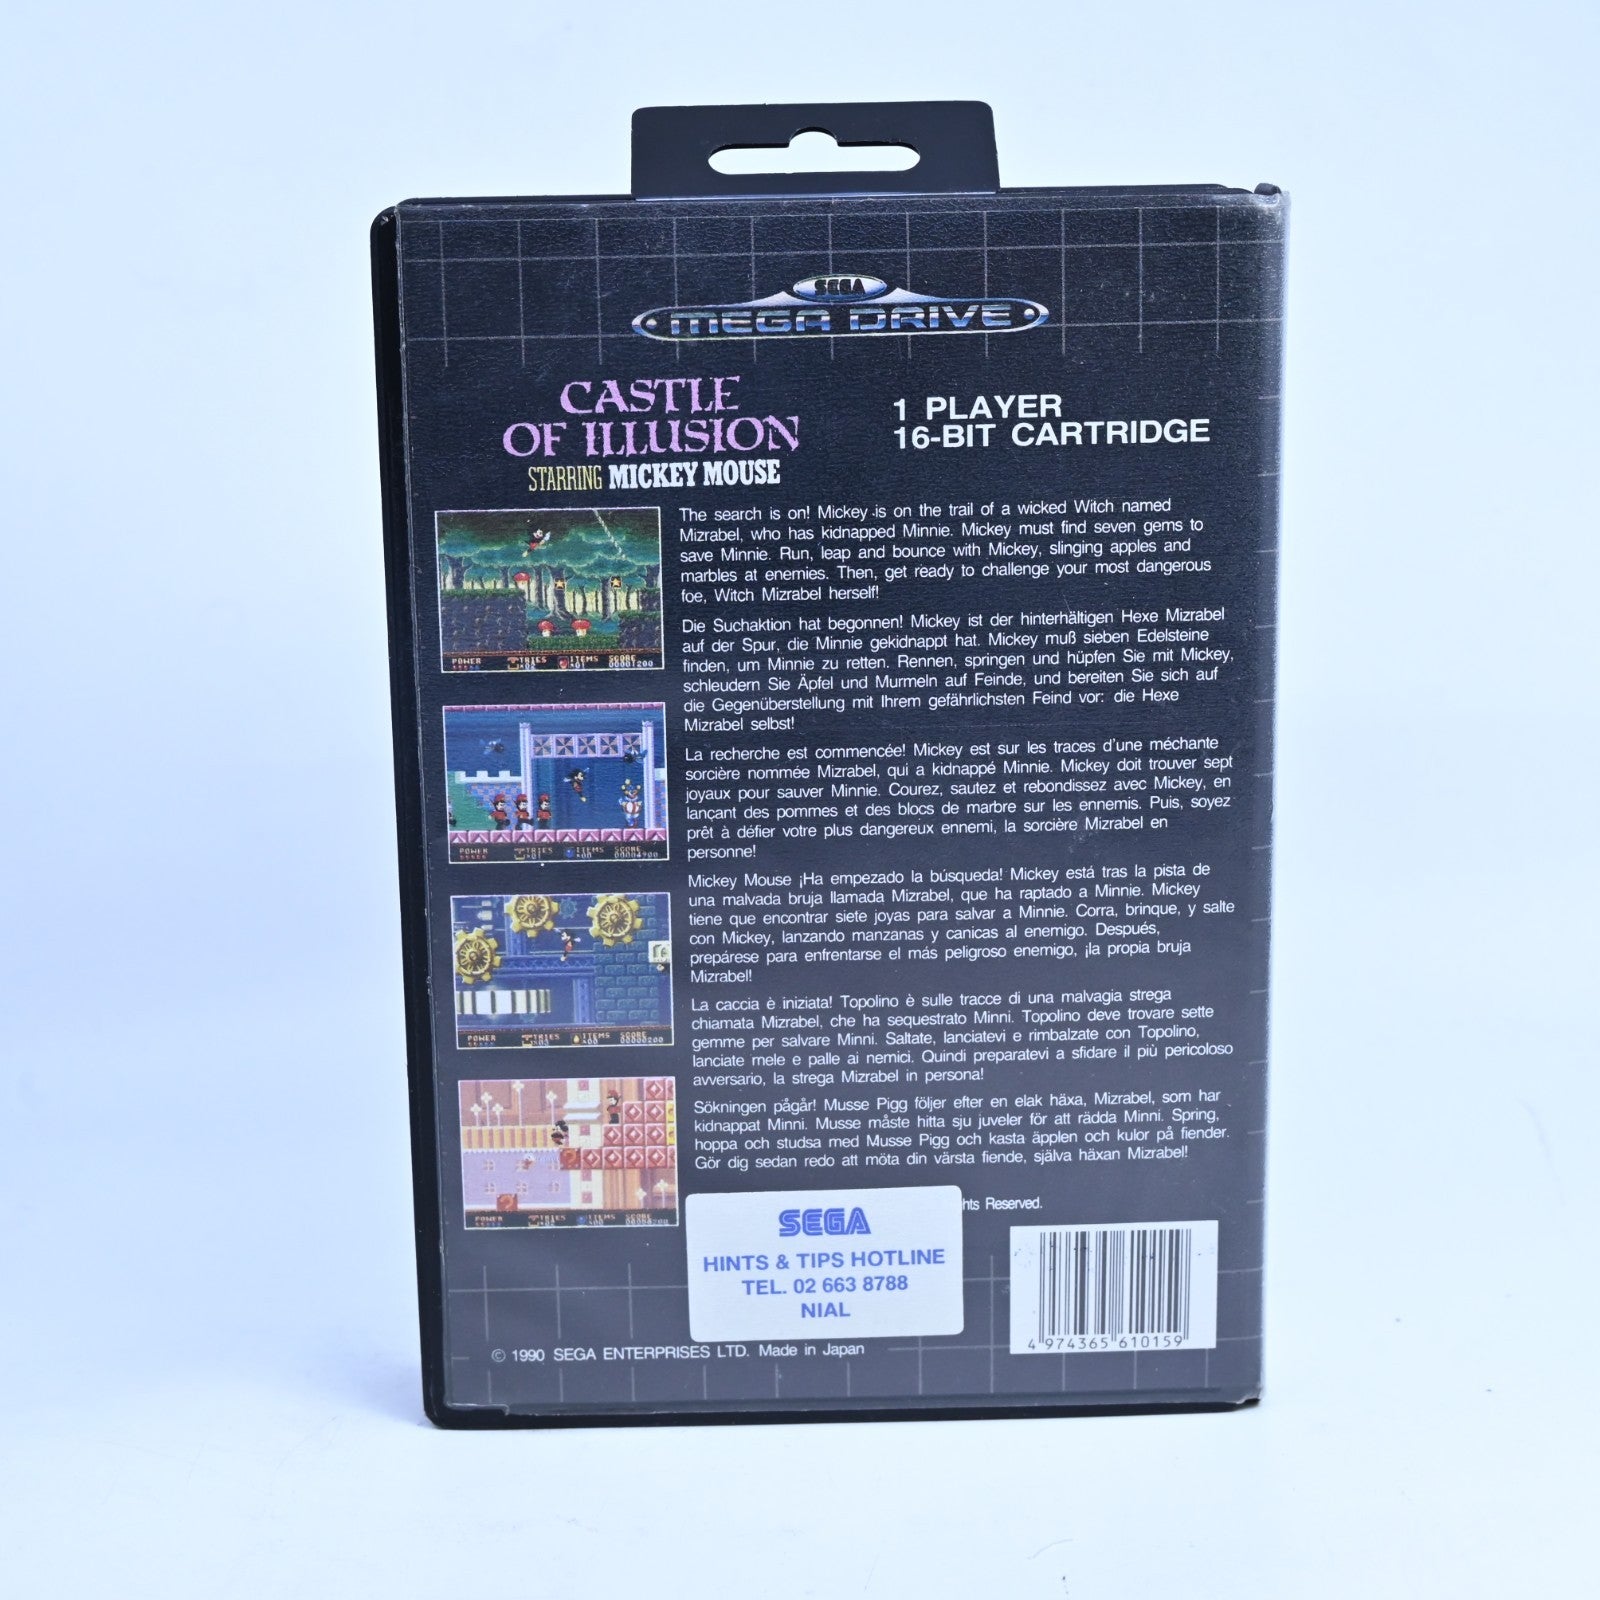 SEGA
MEGA DRIVE
CASTLE
OF ILLUSION
STARRING MICKEY MOUSE
1 PLAYER
16-BIT CARTRIDGE
The search is on! Mickey is on the trail of a wicked Witch named
Mizrabel, who has kidnapped Minnie. Mickey must find seven gems to
save Minnie. Run, leap and bounce with Mickey, slinging apples and
marbles at enemies. Then, get ready to challenge your most dangerous
foe, Witch Mizrabel herself!
Die Suchaktion hat begonnen! Mickey ist der hinterhältigen Hexe Mizrabel
auf der Spur, die Minnie gekidnappt hat. Mickey muß sieben Edelsteine
finden, um Minnie zu retten. Rennen, springen und hüpfen Sie mit Mickey,
schleudern Sie Äpfel und Murmeln auf Feinde, und bereiten Sie sich auf
die Gegenüberstellung mit Ihrem gefährlichsten Feind vor: die Hexe
Mizrabel selbst!
La recherche est commencée! Mickey est sur les traces d'une méchante
sorcière nommée Mizrabel, qui a kidnappé Minnie. Mickey doit trouver sept
joyaux pour sauver Minnie. Courez, sautez et rebondissez avec Mickey, en
lançant des pommes et des blocs de marbre sur les ennemis. Puis, soyez
prêt à défier votre plus dangereux ennemi, la sorcière Mizrabel en
personne!
Mickey Mouse ¡Ha empezado la búsqueda! Mickey está tras la pista de
una malvada bruja llamada Mizrabel, que ha raptado a Minnie. Mickey
tiene que encontrar siete joyas para salvar a Minnie. Corra, brinque, y salte
con Mickey, lanzando manzanas y canicas al enemigo. Después,
prepárese para enfrentarse el más peligroso enemigo, ¡la propia bruja
Mizrabel!
La caccia è iniziata! Topolino è sulle tracce di una malvagia strega
chiamata Mizrabel, che ha sequestrato Minni. Topolino deve trovare sette
gemme per salvare Minni. Saltate, lanciatevi e rimbalzate con Topolino,
lanciate mele e palle ai nemici. Quindi preparatevi a sfidare il più pericoloso
avversario, la strega Mizrabel in persona!
Sökningen pågår! Musse Pigg följer efter en elak häxa, Mizrabel, som har
kidnappat Minni. Musse måste hitta sju juveler för att rädda Minni. Spring,
hoppa och studsa med Musse Pigg och kasta äpplen och kulor på fiender.
Gör dig sedan redo att möta din värsta fiende, själva häxan Mizrabel!
POWER TRIES ITEMS SCORE
POWER TRIES ITEMS SCORE
POWER TRIES ITEMS SCORE
POWER TRIES ITEMS SCORE
hts Reserved.
SEGA
HINTS & TIPS HOTLINE
TEL. 02 663 8788
NIAL
4 974365 610159
© 1990 SEGA ENTERPRISES LTD. Made in Japan